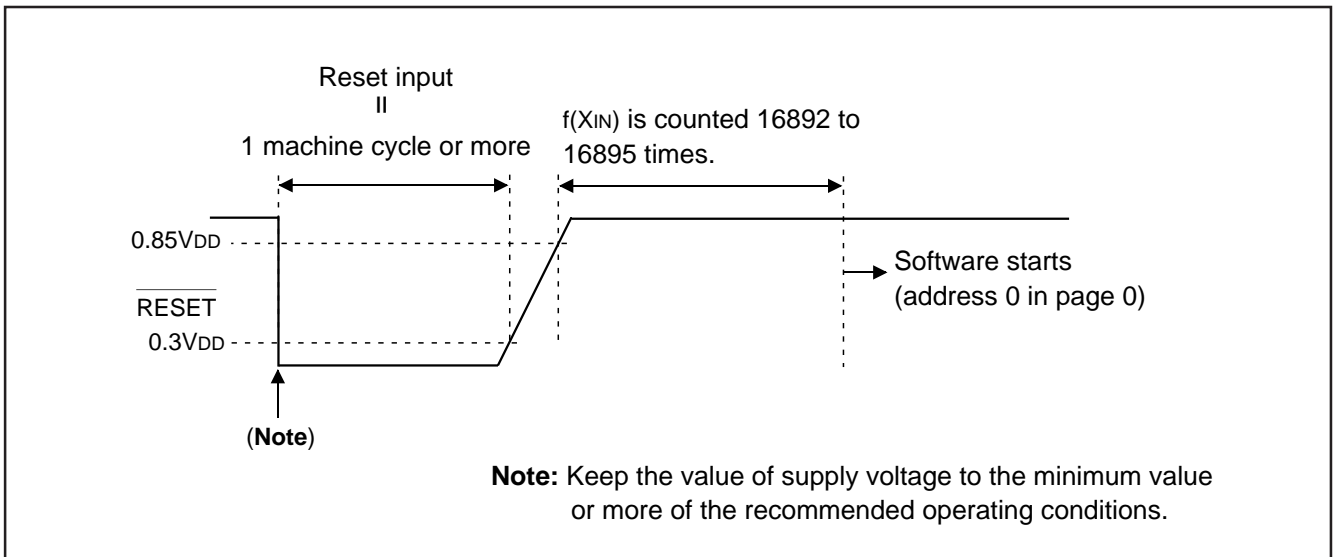 Reset input
=
1 machine cycle or more
f(XIN) is counted 16892 to
16895 times.
0.85VDD
RESET
0.3VDD
Software starts
(address 0 in page 0)
(Note)
Note: Keep the value of supply voltage to the minimum value
or more of the recommended operating conditions.